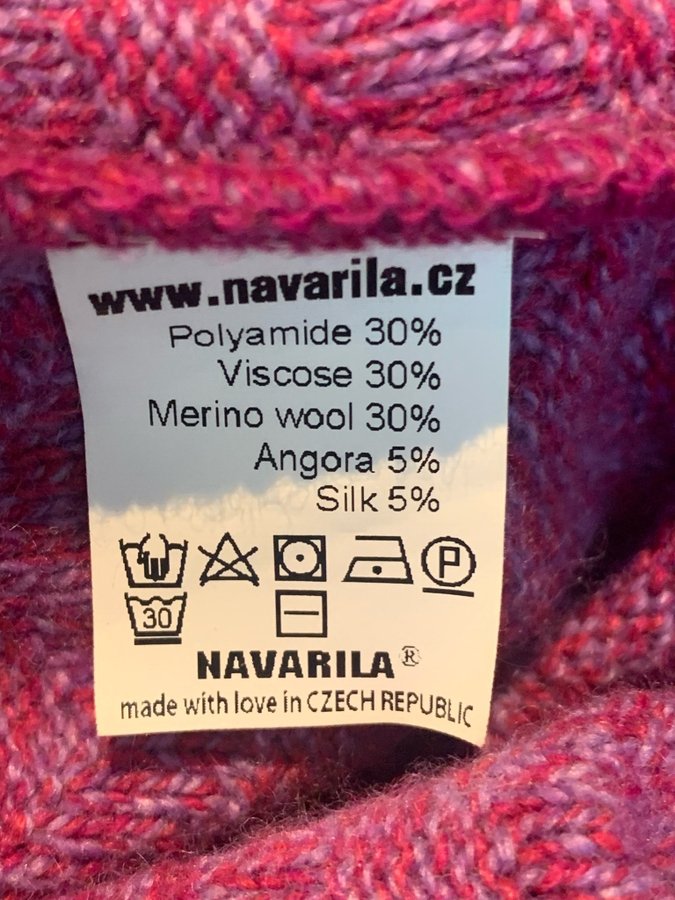 www.navarila.cz
Polyamide 30%
Viscose 30%
Merino wool 30%
Angora 5%
Silk 5%
P
30
NAVARILA®
made with love in CZECH REPUBLIC